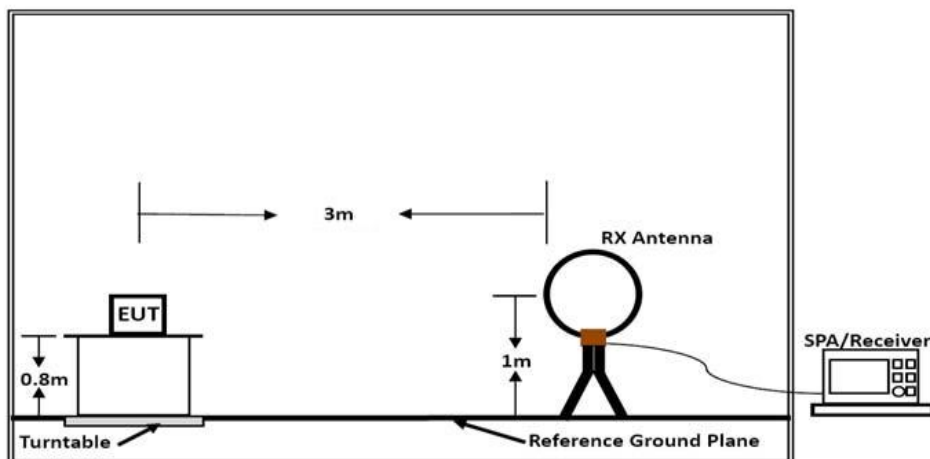 3m
RX Antenna
EUT
SPA/Receiver
1m
0.8m
Turntable
Reference Ground Plane